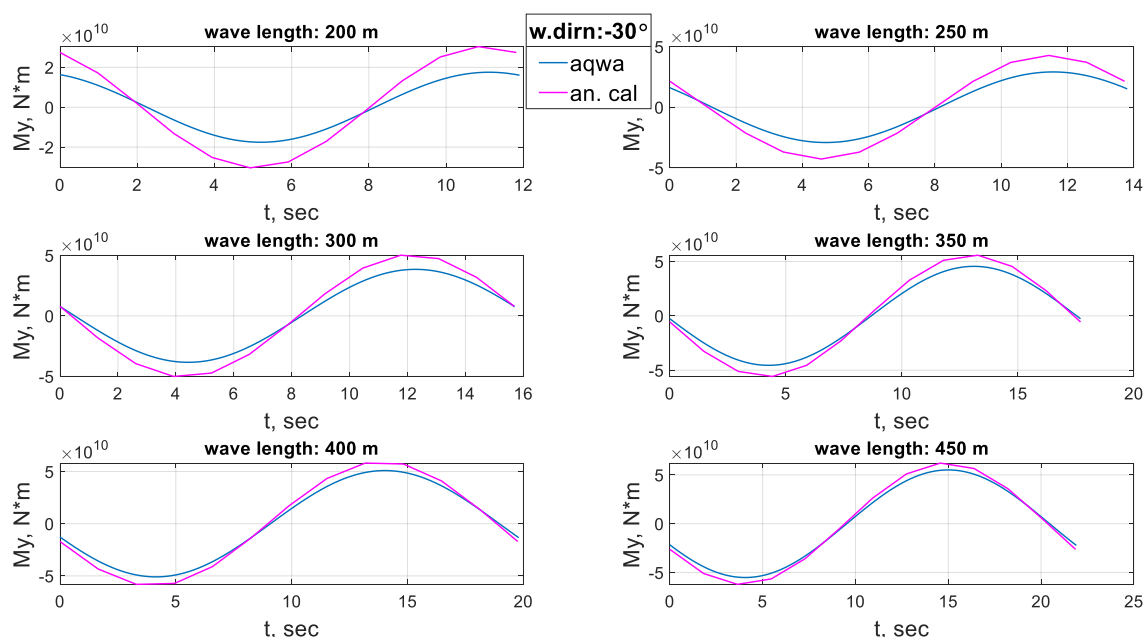 wave length: 200 m
×10^10
2
0
-2
My, N*m
0 2 4 6 8 10 12
t, sec
w.dirn:-30°
aqwa
an. cal
wave length: 250 m
×10^10
5
0
-5
My, N*m
0 2 4 6 8 10 12 14
t, sec
wave length: 300 m
×10^10
5
0
-5
My, N*m
0 2 4 6 8 10 12 14 16
t, sec
wave length: 350 m
×10^10
5
0
-5
My, N*m
0 5 10 15 20
t, sec
wave length: 400 m
×10^10
5
0
-5
My, N*m
0 5 10 15 20
t, sec
wave length: 450 m
×10^10
5
0
-5
My, N*m
0 5 10 15 20 25
t, sec